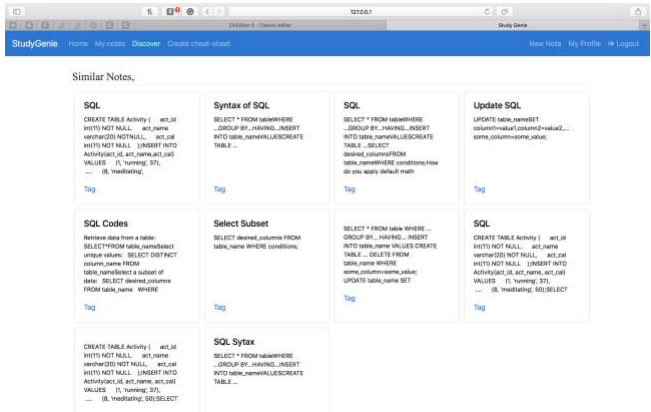 127.0.0.1
CKEditor 5 – Classic editor
Study Genie
StudyGenie Home My notes Discover Create cheat-sheet
New Note My Profile Logout
Similar Notes,
SQL
CREATE TABLE Activity ( act_id
int(11) NOT NULL, act_name
varchar(20) NOTNULL, act_cal
int(11) NOT NULL );INSERT INTO
Activity(act_id, act_name,act_cal)
VALUES (1, 'running', 37),
.... (8, 'meditating',
Tag
Syntax of SQL
SELECT * FROM tableWHERE
...GROUP BY...HAVING...INSERT
INTO table_nameVALUESCREATE
TABLE ...
Tag
SQL
SELECT * FROM tableWHERE
...GROUP BY...HAVING...INSERT
INTO table_nameVALUESCREATE
TABLE ...SELECT
desired_columnsFROM
table_nameWHERE conditions;How
do you apply default math
Tag
Update SQL
UPDATE table_nameSET
column1=value1,column2=value2,...
some_column=some_value;
Tag
SQL Codes
Retrieve data from a table:
SELECT*FROM table_nameSelect
unique values: SELECT DISTINCT
column_name FROM
table_nameSelect a subset of
data: SELECT desired_columns
FROM table_name WHERE
Tag
Select Subset
SELECT desired_columns FROM
table_name WHERE conditions;
Tag
SELECT * FROM table WHERE ...
GROUP BY... HAVING... INSERT
INTO table_name VALUES CREATE
TABLE ... DELETE FROM
table_name WHERE
some_column=some_value;
UPDATE table_name SET
Tag
SQL
CREATE TABLE Activity ( act_id
int(11) NOT NULL, act_name
varchar(20) NOT NULL, act_cal
int(11) NOT NULL );INSERT INTO
Activity(act_id, act_name, act_cal)
VALUES (1, 'running', 37),
.... (8, 'meditating', 50);SELECT
Tag
CREATE TABLE Activity ( act_id
int(11) NOT NULL, act_name
varchar(20) NOT NULL, act_cal
int(11) NOT NULL );INSERT INTO
Activity(act_id, act_name, act_cal)
VALUES (1, 'running', 37),
.... (8, 'meditating', 50);SELECT
SQL Sytax
SELECT * FROM tableWHERE
...GROUP BY...HAVING...INSERT
INTO table_nameVALUESCREATE
TABLE ...